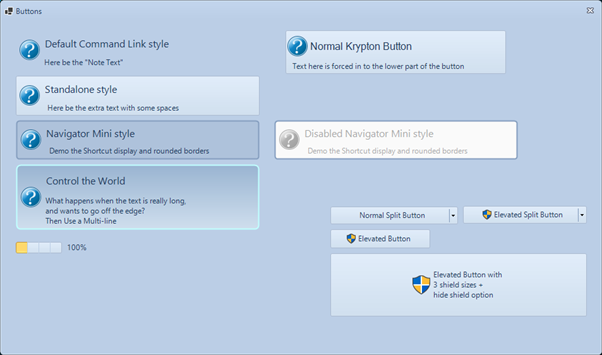 Buttons
Default Command Link style
Here be the "Note Text"
Normal Krypton Button
Text here is forced in to the lower part of the button
Standalone style
Here be the extra text with some spaces
Navigator Mini style
Demo the Shortcut display and rounded borders
Disabled Navigator Mini style
Demo the Shortcut display and rounded borders
Control the World
What happens when the text is really long,
and wants to go off the edge?
Then Use a Multi-line
Normal Split Button
Elevated Split Button
Elevated Button
100%
Elevated Button with
3 shield sizes +
hide shield option